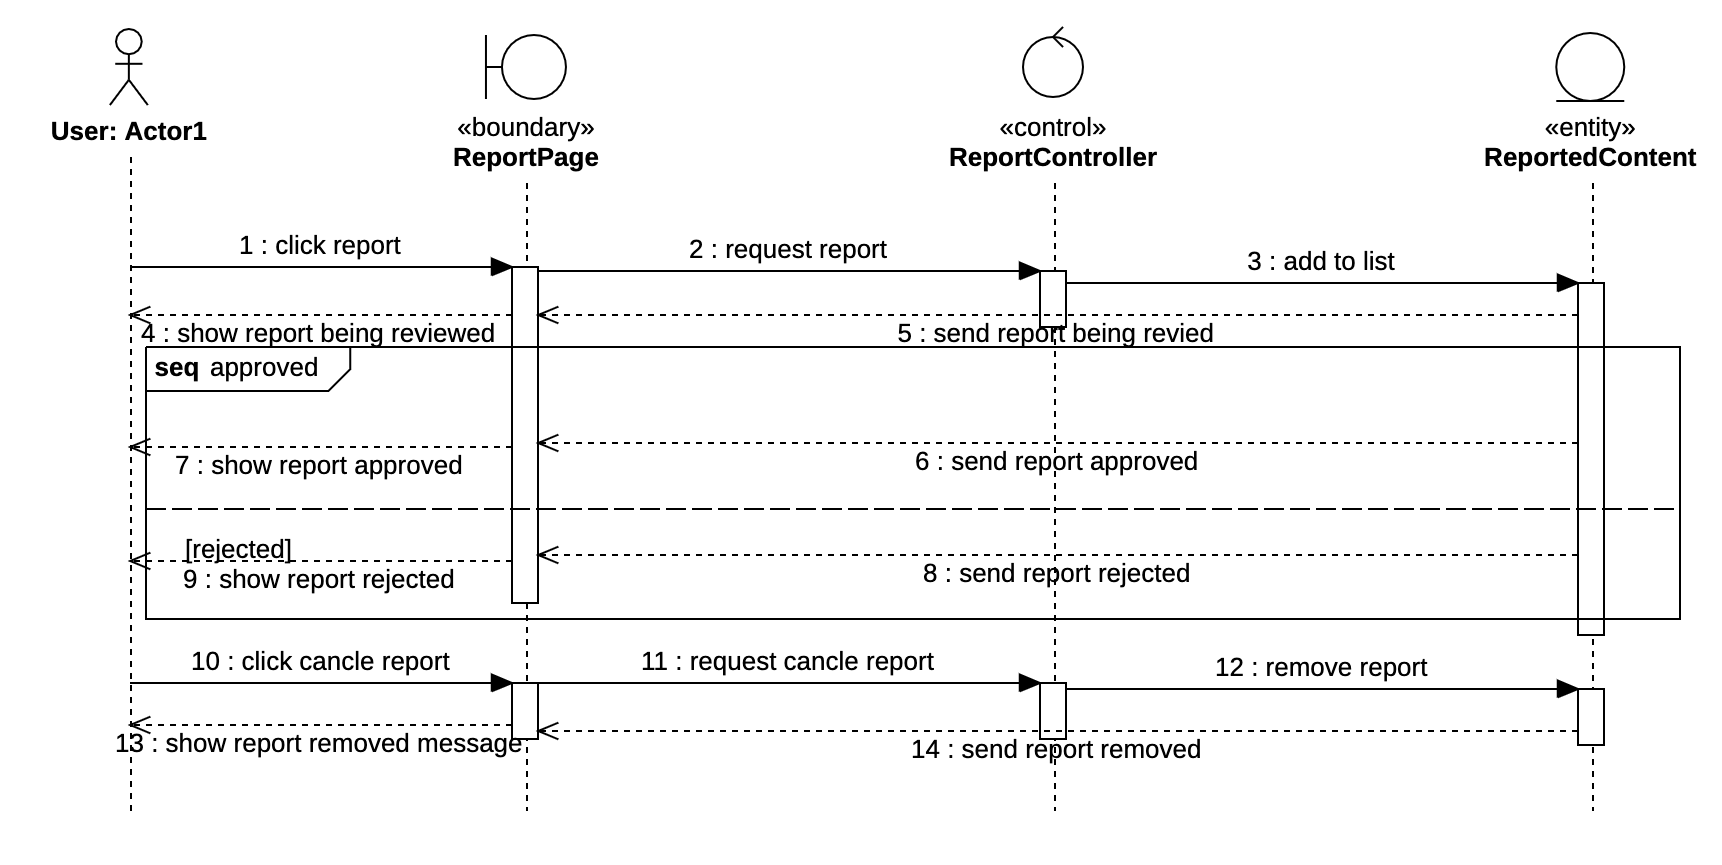 User: Actor1
«boundary»
ReportPage
«control»
ReportController
«entity»
ReportedContent
1 : click report
2 : request report
3 : add to list
4 : show report being reviewed
5 : send report being revied
seq approved
7 : show report approved
6 : send report approved
[rejected]
9 : show report rejected
8 : send report rejected
10 : click cancle report
11 : request cancle report
12 : remove report
13 : show report removed message
14 : send report removed